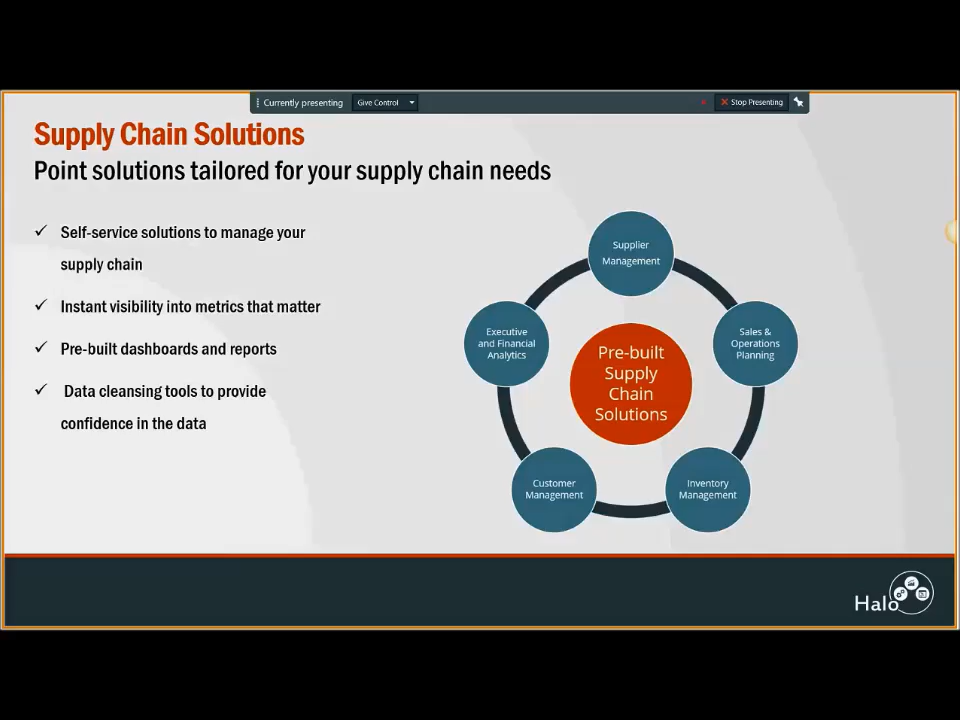 Currently presenting
Give Control
Stop Presenting
Supply Chain Solutions
Point solutions tailored for your supply chain needs
Self-service solutions to manage your
supply chain
Instant visibility into metrics that matter
Pre-built dashboards and reports
Data cleansing tools to provide
confidence in the data
Supplier
Management
Sales &
Operations
Planning
Inventory
Management
Customer
Management
Executive
and Financial
Analytics
Pre-built
Supply
Chain
Solutions
Halo